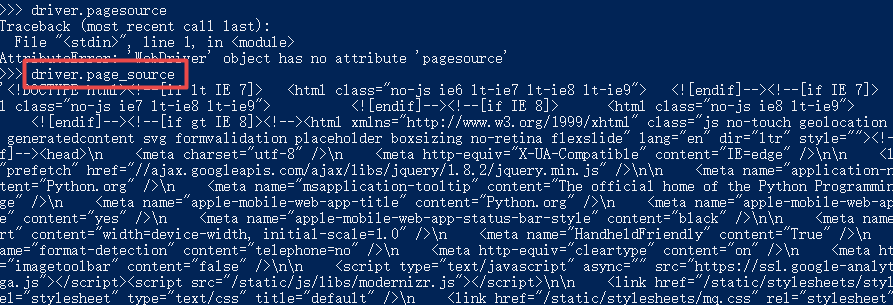 >>> driver.pagesource
Traceback (most recent call last):
  File "<stdin>", line 1, in <module>
AttributeError: 'WebDriver' object has no attribute 'pagesource'
>>> driver.page_source
'<!DOCTYPE html><!--[if lt IE 7]>   <html class="no-js ie6 lt-ie7 lt-ie8 lt-ie9">   <![endif]--><!--[if IE 7]>
l class="no-js ie7 lt-ie8 lt-ie9">          <![endif]--><!--[if IE 8]>      <html class="no-js ie8 lt-ie9">
     <![endif]--><!--[if gt IE 8]><!--><html xmlns="http://www.w3.org/1999/xhtml" class="js no-touch geolocation
 generatedcontent svg formvalidation placeholder boxsizing no-retina flexslide" lang="en" dir="ltr" style=""><!-
f]--><head>\n    <meta charset="utf-8" />\n    <meta http-equiv="X-UA-Compatible" content="IE=edge" />\n\n    <l
"prefetch" href="//ajax.googleapis.com/ajax/libs/jquery/1.8.2/jquery.min.js" />\n\n    <meta name="application-n
tent="Python.org" />\n    <meta name="msapplication-tooltip" content="The official home of the Python Programmin
ge" />\n    <meta name="apple-mobile-web-app-title" content="Python.org" />\n    <meta name="apple-mobile-web-ap
e" content="yes" />\n    <meta name="apple-mobile-web-app-status-bar-style" content="black" />\n\n    <meta name
rt" content="width=device-width, initial-scale=1.0" />\n    <meta name="HandheldFriendly" content="True" />\n
name="format-detection" content="telephone=no" />\n    <meta http-equiv="cleartype" content="on" />\n    <meta h
="imagetoolbar" content="false" />\n\n    <script type="text/javascript" async="" src="https://ssl.google-analyt
ga.js"></script><script src="/static/js/libs/modernizr.js"></script>\n\n    <link href="/static/stylesheets/styl
el="stylesheet" type="text/css" title="default" />\n    <link href="/static/stylesheets/mq.css" rel="stylesheet"